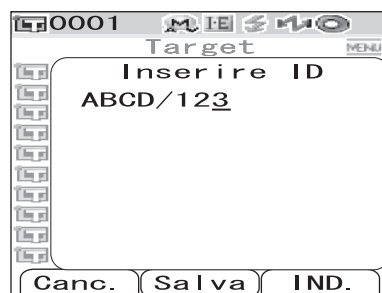 0001 M I·E
Target MENU
Inserire ID
ABCD/123
Canc. Salva IND.